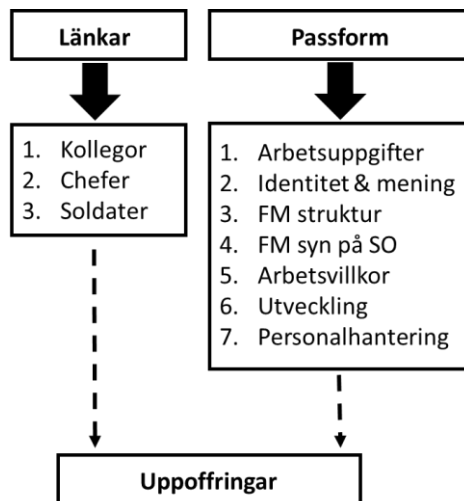 Länkar
Passform
1. Kollegor
2. Chefer
3. Soldater
1. Arbetsuppgifter
2. Identitet & mening
3. FM struktur
4. FM syn på SO
5. Arbetsvillkor
6. Utveckling
7. Personalhantering
Uppoffringar